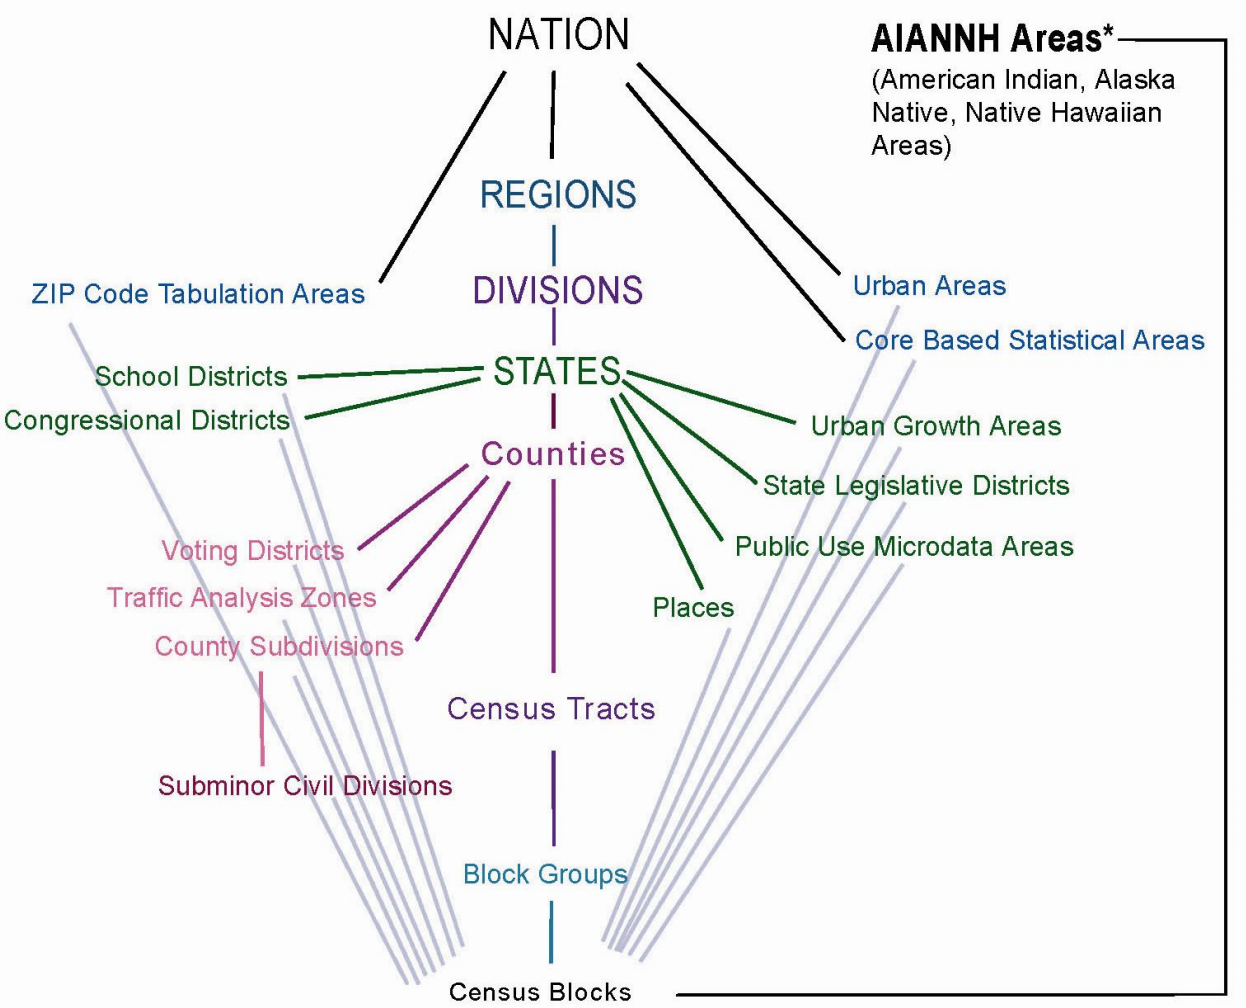 NATION
AIANNH Areas*
(American Indian, Alaska
Native, Native Hawaiian
Areas)
REGIONS
ZIP Code Tabulation Areas
DIVISIONS
Urban Areas
Core Based Statistical Areas
School Districts
STATES
Congressional Districts
Urban Growth Areas
Counties
State Legislative Districts
Voting Districts
Public Use Microdata Areas
Traffic Analysis Zones
Places
County Subdivisions
Census Tracts
Subminor Civil Divisions
Block Groups
Census Blocks